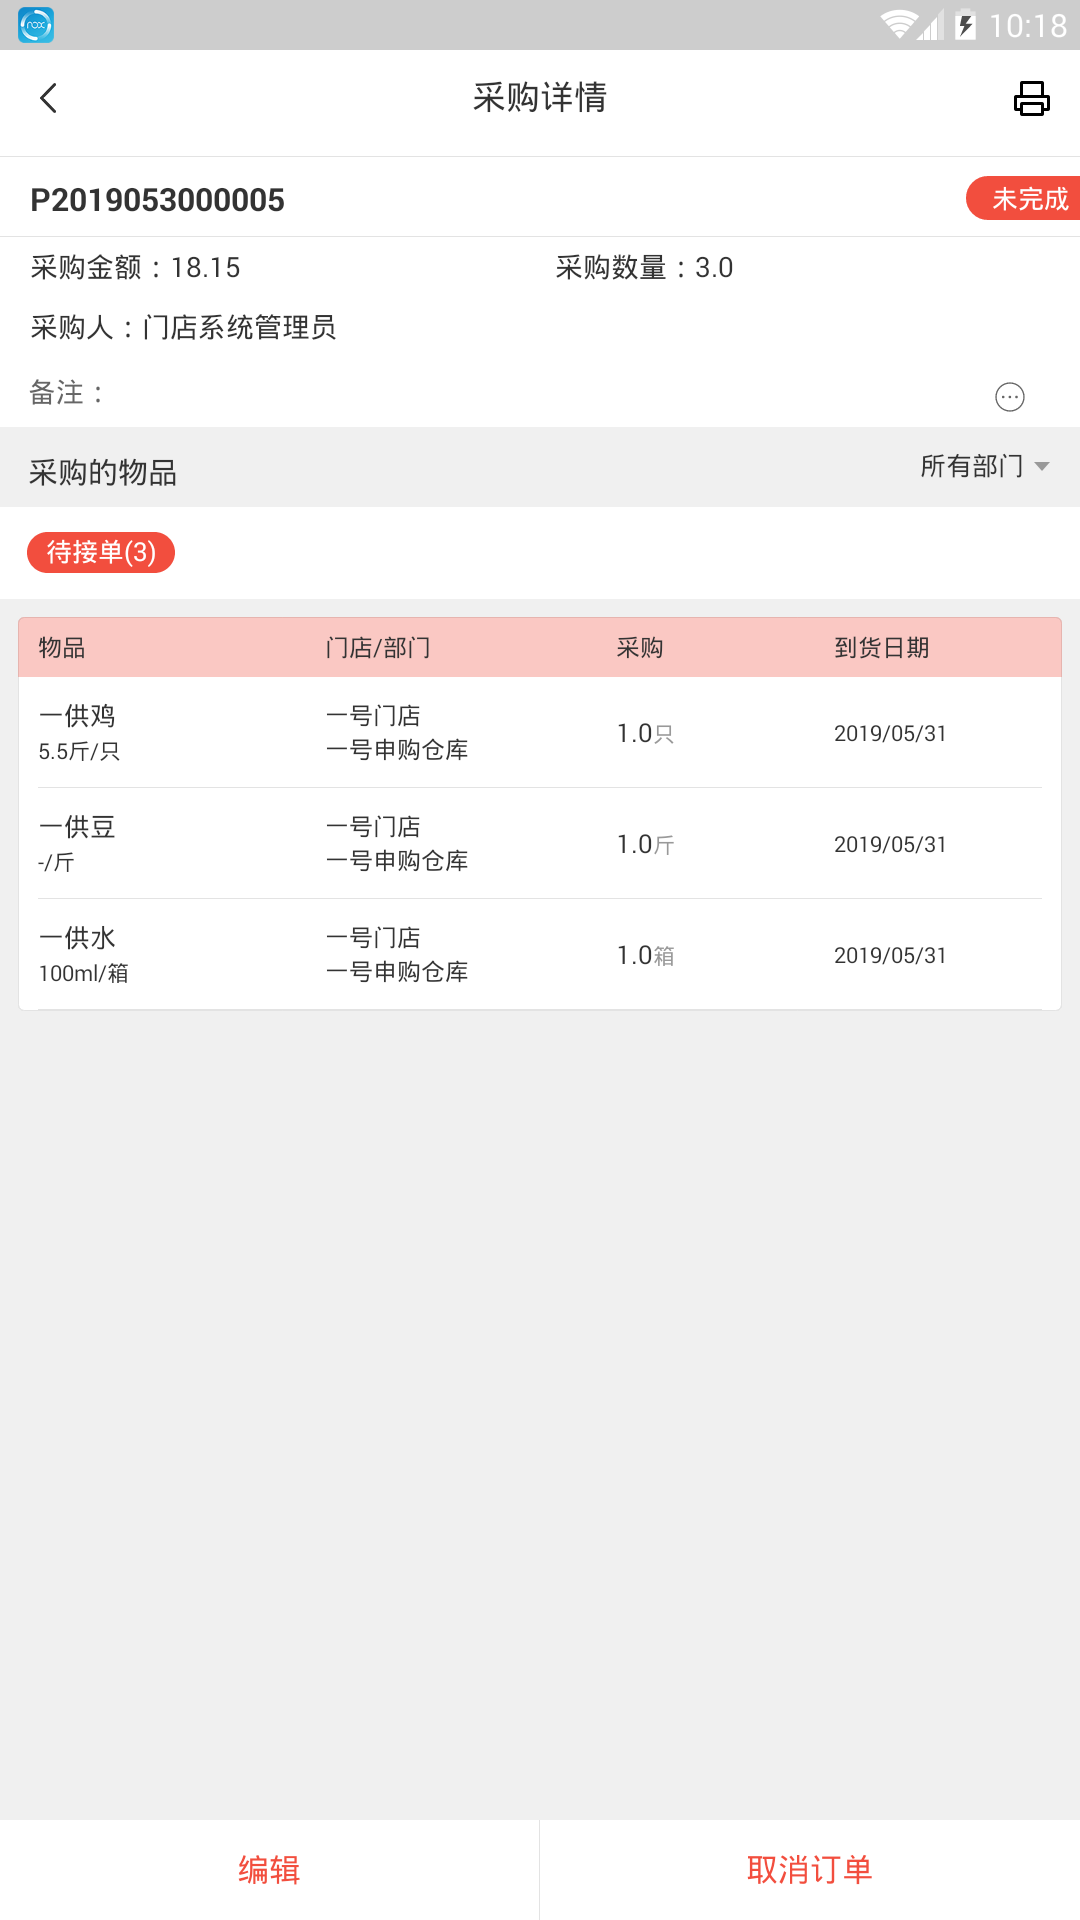 nox
10:18
采购详情
P2019053000005
未完成
采购金额：18.15
采购数量：3.0
采购人：门店系统管理员
备注：
采购的物品
所有部门
待接单(3)
物品 门店/部门 采购 到货日期
一供鸡
5.5斤/只
一号门店
一号申购仓库
1.0只
2019/05/31
一供豆
-/斤
一号门店
一号申购仓库
1.0斤
2019/05/31
一供水
100ml/箱
一号门店
一号申购仓库
1.0箱
2019/05/31
编辑
取消订单